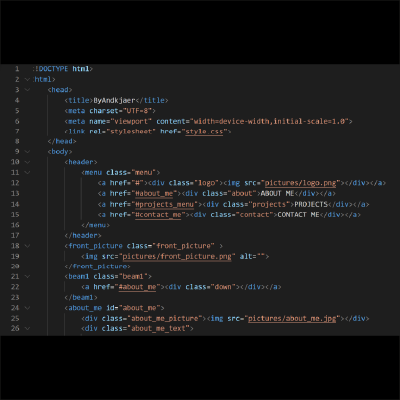 1 <!DOCTYPE html>
2 <html>
3 <head>
4 <title>ByAndkjaer</title>
5 <meta charset="UTF-8">
6 <meta name="viewport" content="width=device-width,initial-scale=1.0">
7 <link rel="stylesheet" href="style.css">
8 </head>
9 <body>
10 <header>
11 <menu class="menu">
12 <a href="#"><div class="logo"><img src="pictures/logo.png"></div></a>
13 <a href="#about_me"><div class="about">ABOUT ME</div></a>
14 <a href="#projects_menu"><div class="projects">PROJECTS</div></a>
15 <a href="#contact_me"><div class="contact">CONTACT ME</div></a>
16 </menu>
17 </header>
18 <front_picture class="front_picture" >
19 <img src="pictures/front_picture.png" alt="">
20 </front_picture>
21 <beam1 class="beam1">
22 <a href="#about_me"><div class="down"></div></a>
23 </beam1>
24 <about_me id="about_me">
25 <div class="about_me_picture"><img src="pictures/about_me.jpg"></div>
26 <div class="about_me_text">